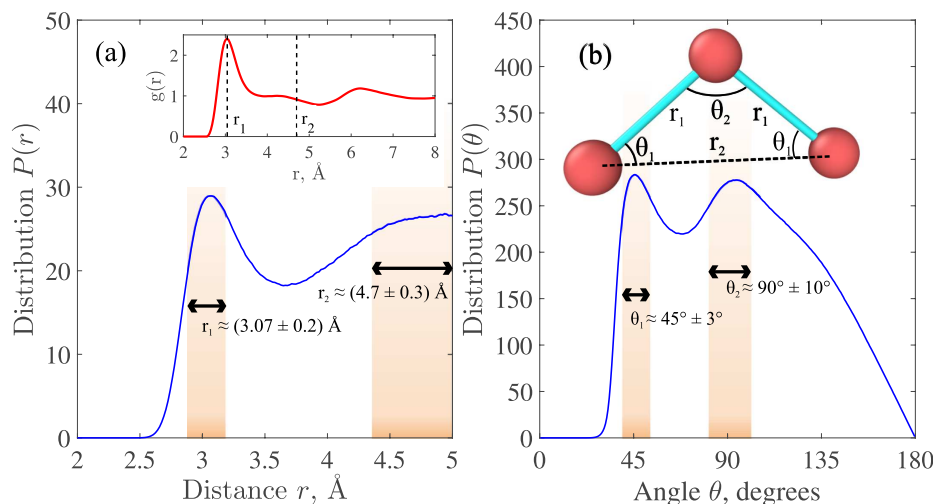 (a)
Distribution P(r)
50
40
30
20
10
0
2
2.5
3
3.5
4
4.5
5
Distance r, Å
g(r)
2
1
0
2
3
4
5
6
7
8
r, Å
r₁
r₂
r₁ ≈ (3.07 ± 0.2) Å
r₂ ≈ (4.7 ± 0.3) Å
(b)
Distribution P(θ)
450
400
350
300
250
200
150
100
50
0
0
45
90
135
180
Angle θ, degrees
r₁
θ₂
r₁
θ₁
r₂
θ₁
θ₁ ≈ 45° ± 3°
θ₂ ≈ 90° ± 10°